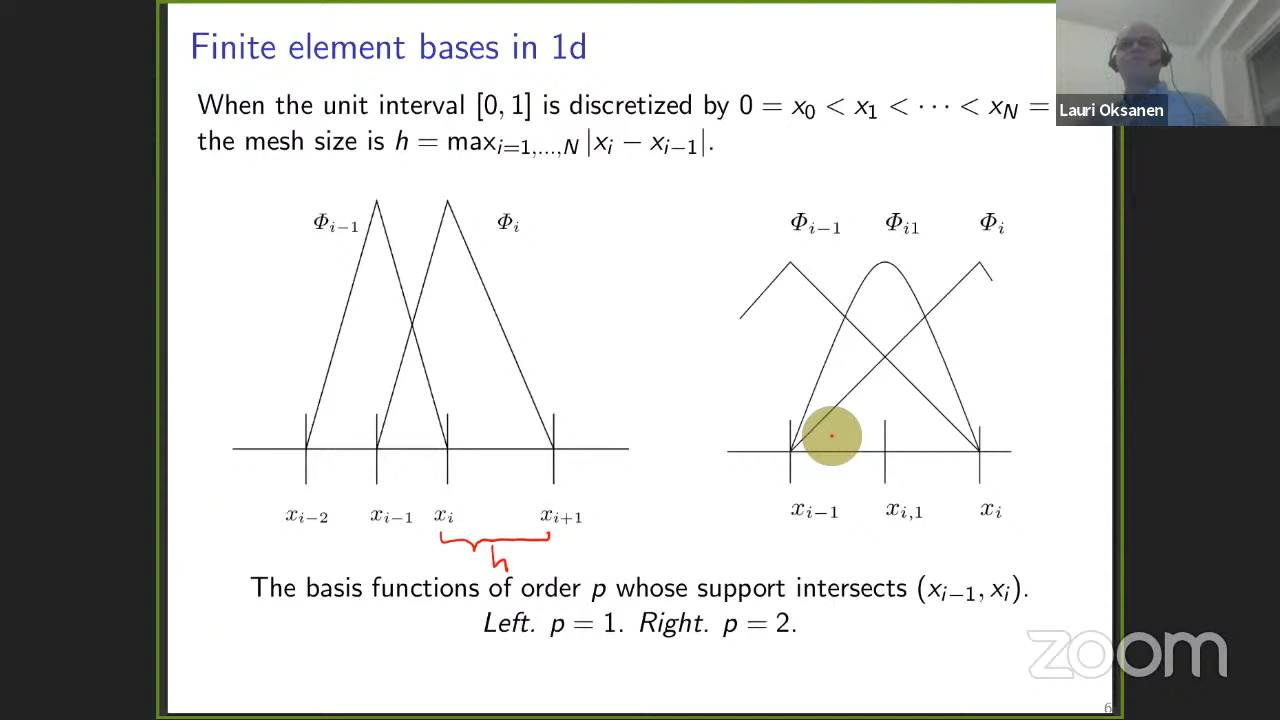 Finite element bases in 1d
When the unit interval [0, 1] is discretized by 0 = x₀ < x₁ < ⋯ < x_N =
the mesh size is h = max_{i=1,...,N} |x_i − x_{i−1}|.
Lauri Oksanen
Φ_{i−1} Φ_i
Φ_{i−1} Φ_{i1} Φ_i
x_{i−2} x_{i−1} x_i x_{i+1}
x_{i−1} x_{i,1} x_i
h
The basis functions of order p whose support intersects (x_{i−1}, x_i).
Left. p = 1. Right. p = 2.
zoom
6